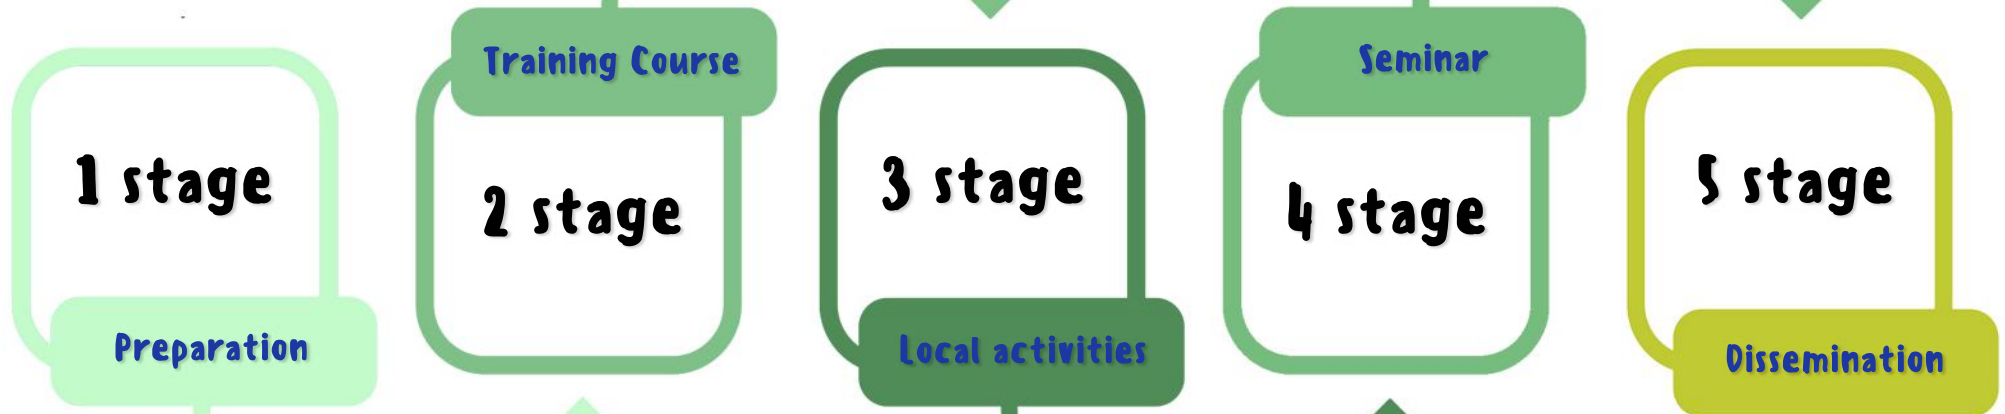 1 stage
Preparation
Training Course
2 stage
3 stage
Local activities
Seminar
4 stage
5 stage
Dissemination